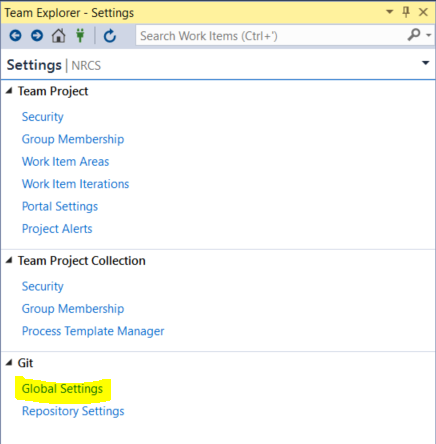 Team Explorer - Settings
Search Work Items (Ctrl+')
Settings | NRCS
Team Project
Security
Group Membership
Work Item Areas
Work Item Iterations
Portal Settings
Project Alerts
Team Project Collection
Security
Group Membership
Process Template Manager
Git
Global Settings
Repository Settings